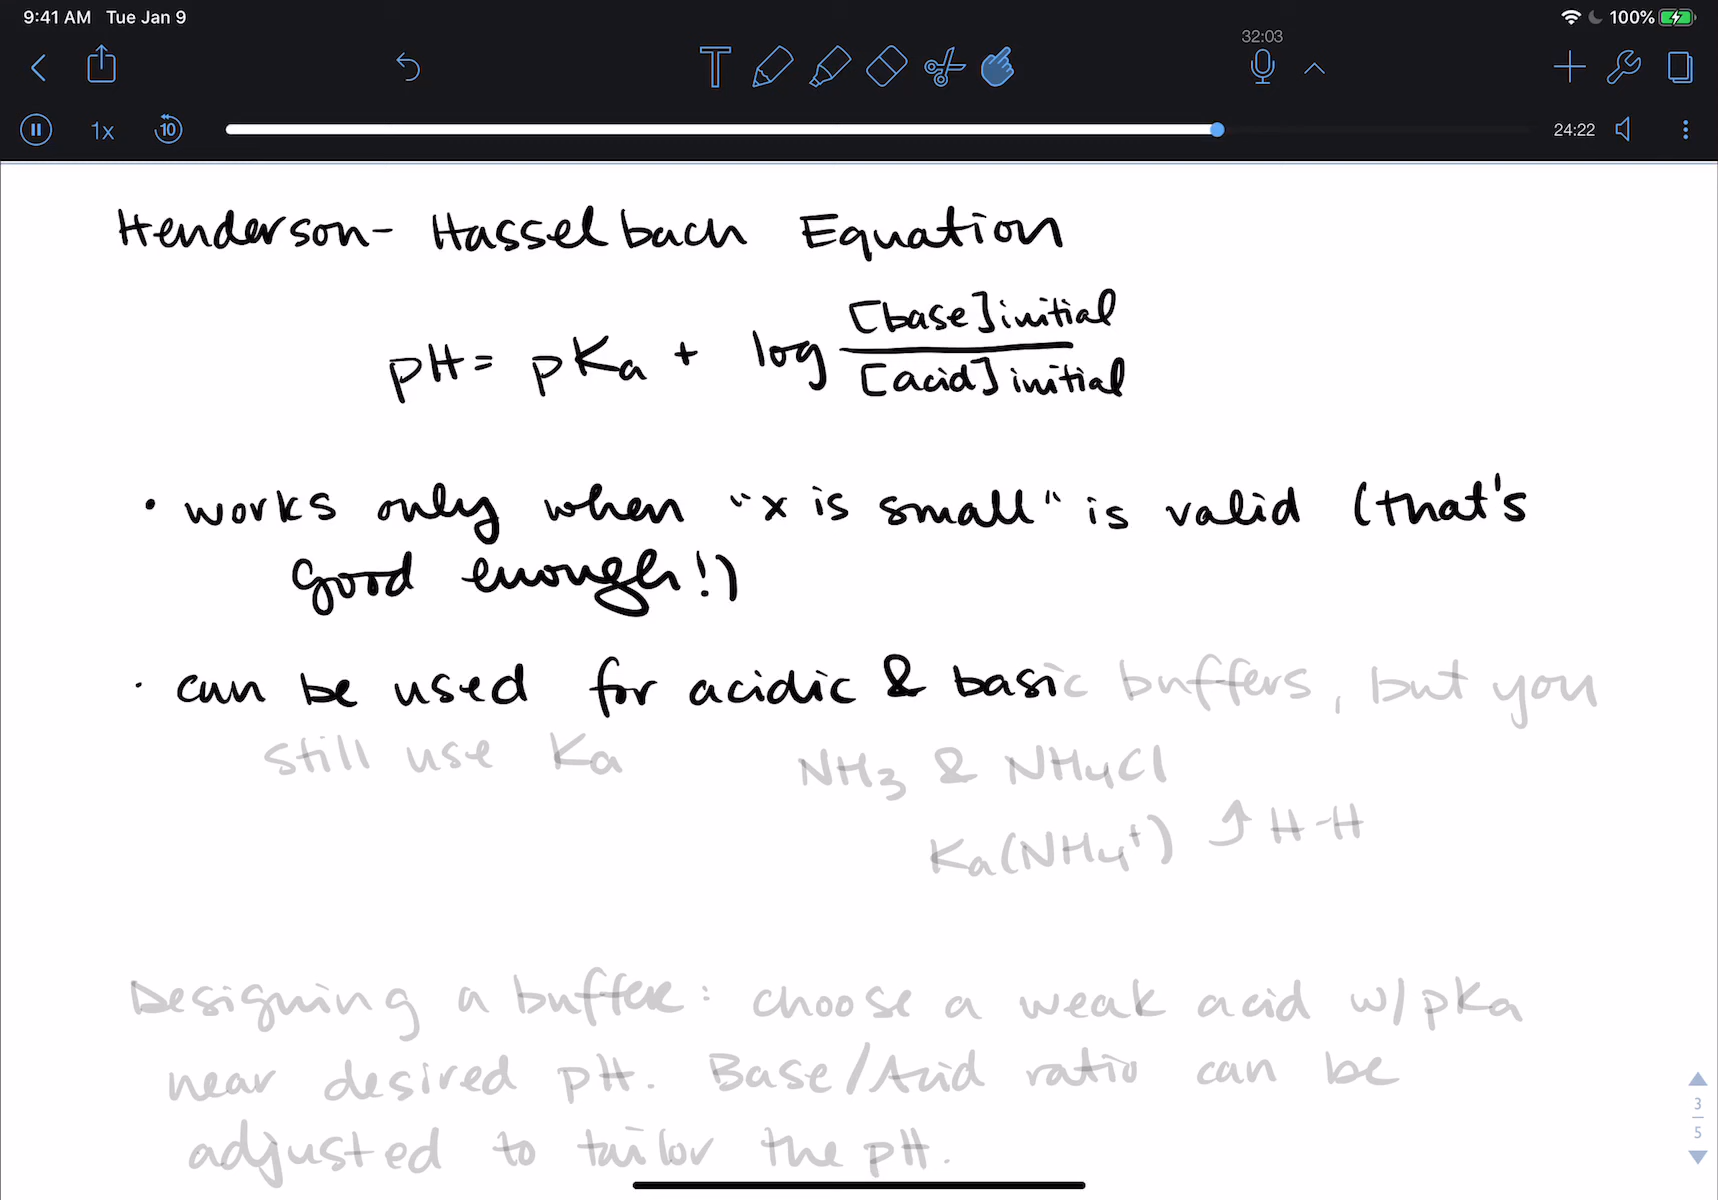 9:41 AM Tue Jan 9
100%
32:03
T
1x
10
24:22
Henderson- Hasselbach Equation
pH = pKa + log [base]initial
[acid]initial
• works only when "x is small" is valid (that's
good enough!)
· can be used for acidic & basic buffers, but you
still use Ka NH3 & NH4Cl
Ka(NH4+) ⤴ H-H
Designing a buffer: choose a weak acid w/ pKa
near desired pH. Base/Acid ratio can be
adjusted to tailor the pH.
3
5